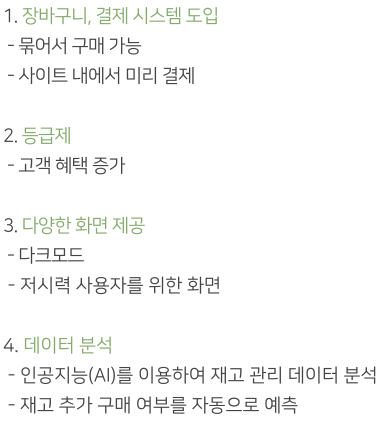 1. 장바구니, 결제 시스템 도입
- 묶어서 구매 가능
- 사이트 내에서 미리 결제
2. 등급제
- 고객 혜택 증가
3. 다양한 화면 제공
- 다크모드
- 저시력 사용자를 위한 화면
4. 데이터 분석
- 인공지능(AI)를 이용하여 재고 관리 데이터 분석
- 재고 추가 구매 여부를 자동으로 예측